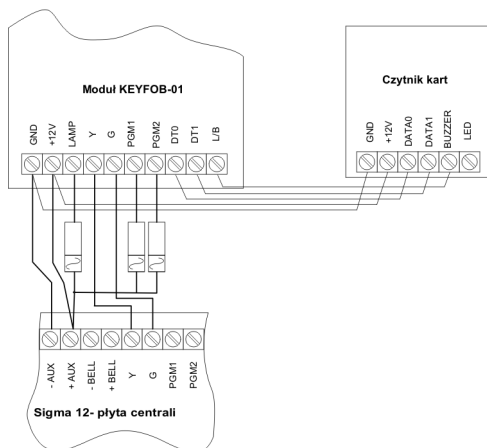 Moduł KEYFOB-01
GND
+12V
LAMP
Y
G
PGM1
PGM2
DT0
DT1
L/B
Czytnik kart
GND
+12V
DATA0
DATA1
BUZZER
LED
- AUX
+ AUX
- BELL
+ BELL
Y
G
PGM1
PGM2
Sigma 12- płyta centrali